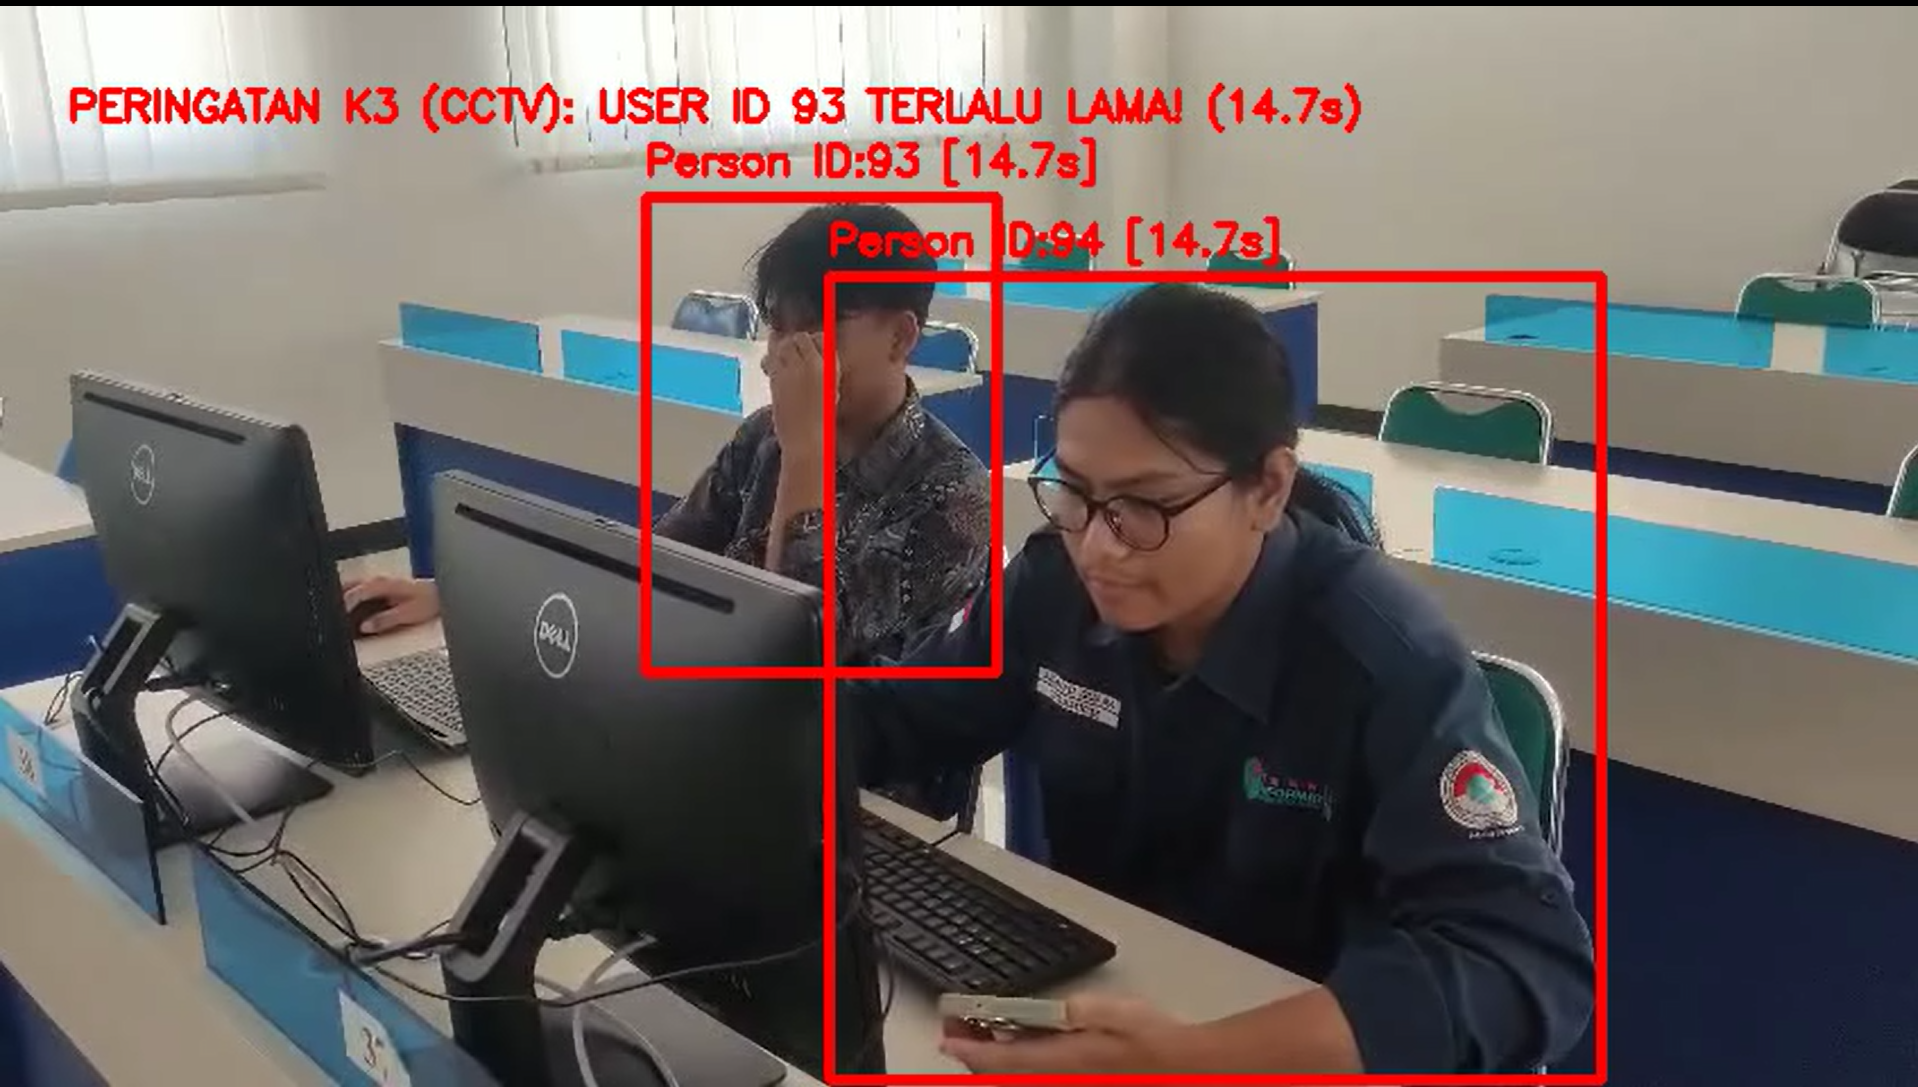 PERINGATAN K3 (CCTV): USER ID 93 TERLALU LAMA! (14.7s)
Person ID:93 [14.7s]
Person ID:94 [14.7s]
DELL
DELL